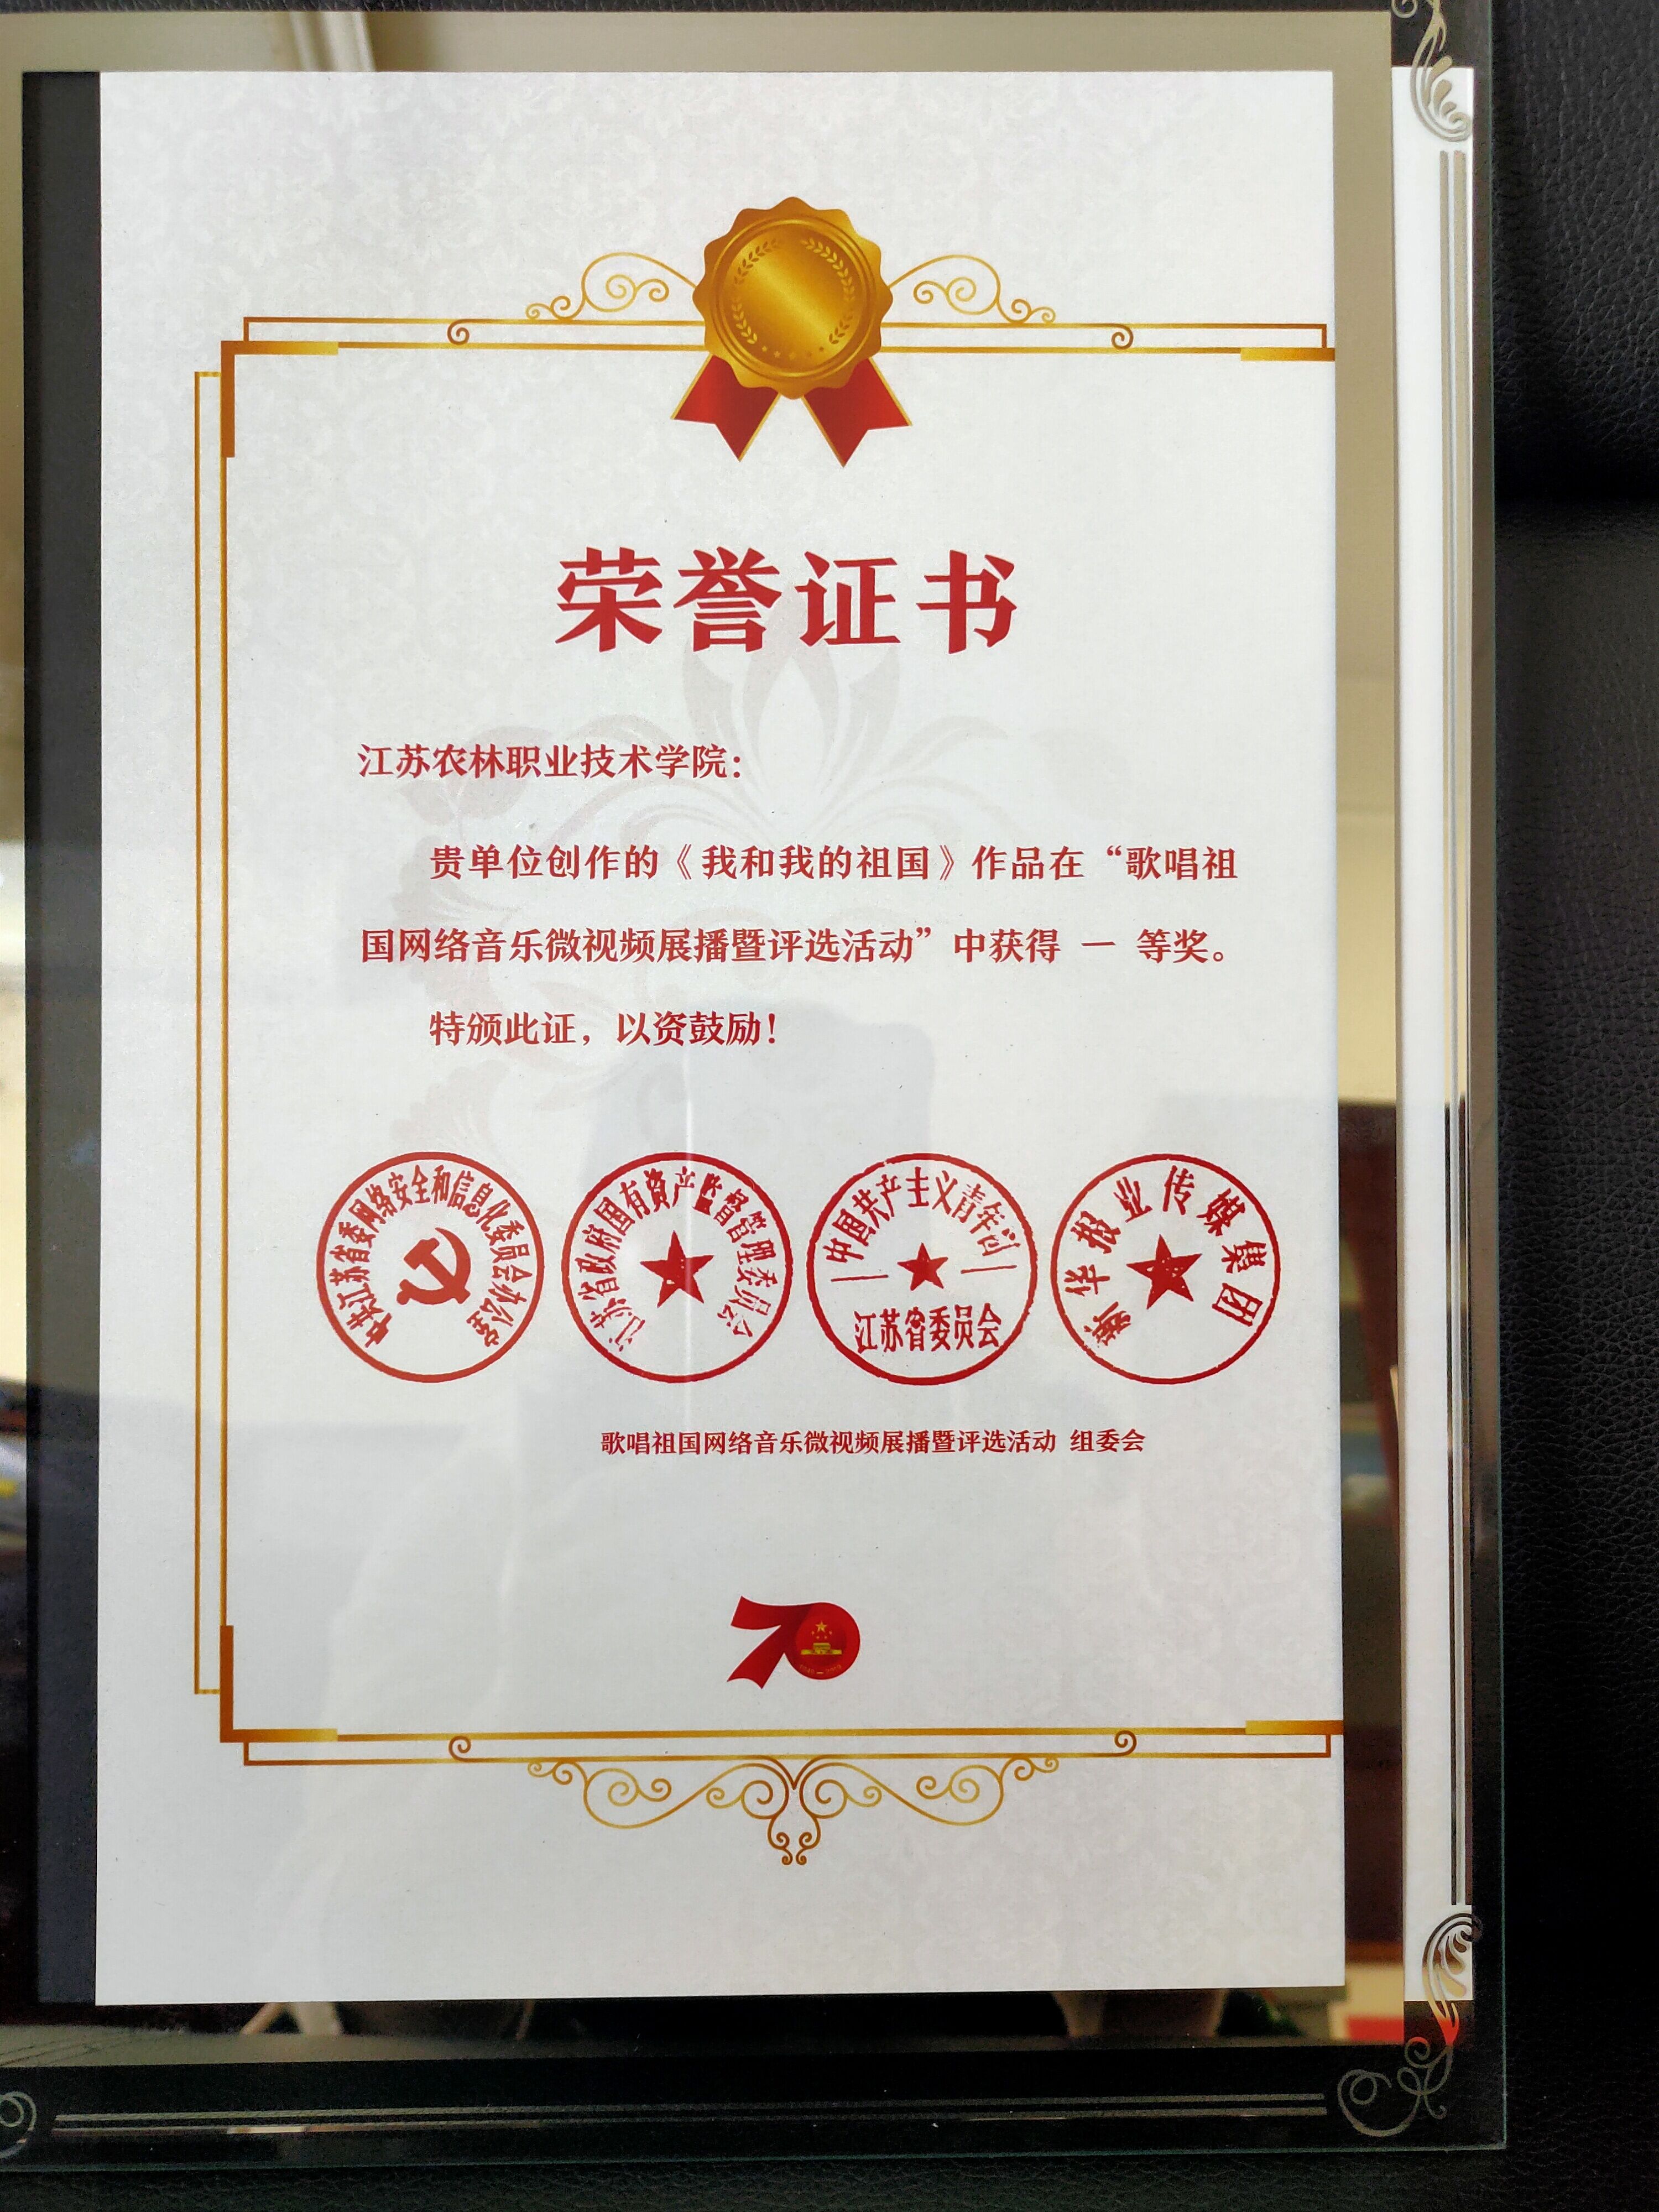 荣誉证书
江苏农林职业技术学院：
贵单位创作的《我和我的祖国》作品在“歌唱祖
国网络音乐微视频展播暨评选活动”中获得 一 等奖。
特颁此证，以资鼓励！
中共江苏省委网络安全和信息化委员会办公室
江苏省政府国有资产监督管理委员会
中国共产主义青年团
江苏省委员会
新华报业传媒集团
歌唱祖国网络音乐微视频展播暨评选活动 组委会
70